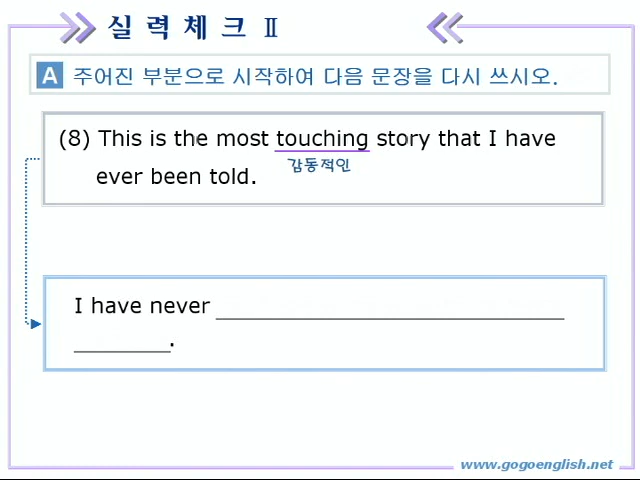 실력체크 Ⅱ
A 주어진 부분으로 시작하여 다음 문장을 다시 쓰시오.
(8) This is the most touching story that I have
감동적인
ever been told.
I have never ______________________________
________.
www.gogoenglish.net